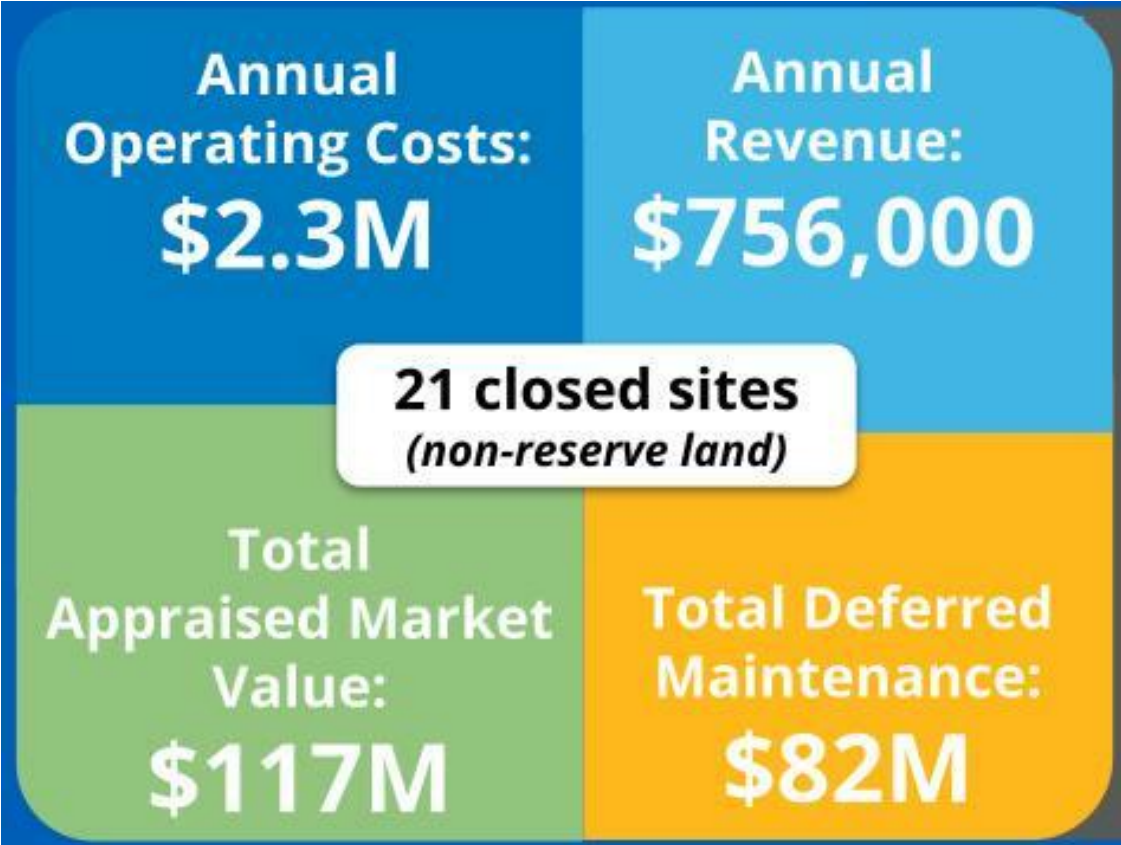 Annual
Operating Costs:
$2.3M
Annual
Revenue:
$756,000
21 closed sites
(non-reserve land)
Total
Appraised Market
Value:
$117M
Total Deferred
Maintenance:
$82M